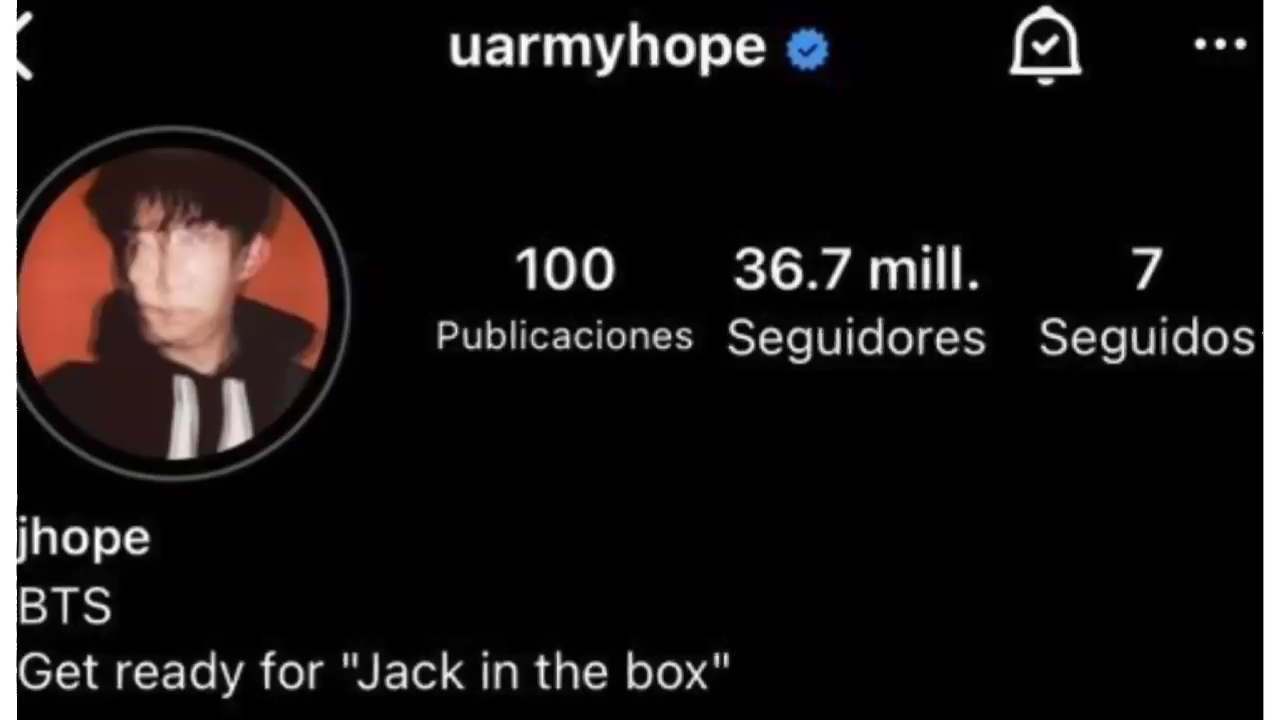 uarmyhope
100 36.7 mill. 7
Publicaciones Seguidores Seguidos
jhope
BTS
Get ready for "Jack in the box"